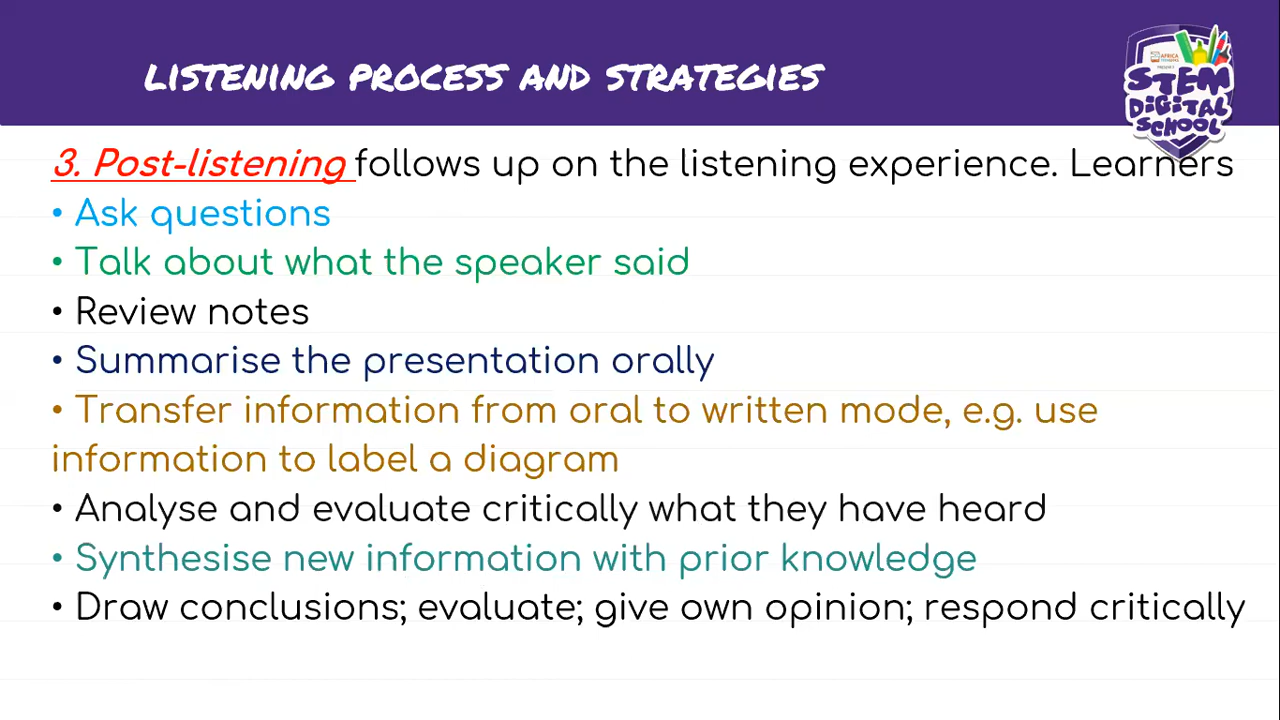 LISTENING PROCESS AND STRATEGIES
STEM
DIGITAL
SCHOOL
3. Post-listening follows up on the listening experience. Learners
• Ask questions
• Talk about what the speaker said
• Review notes
• Summarise the presentation orally
• Transfer information from oral to written mode, e.g. use
information to label a diagram
• Analyse and evaluate critically what they have heard
• Synthesise new information with prior knowledge
• Draw conclusions; evaluate; give own opinion; respond critically